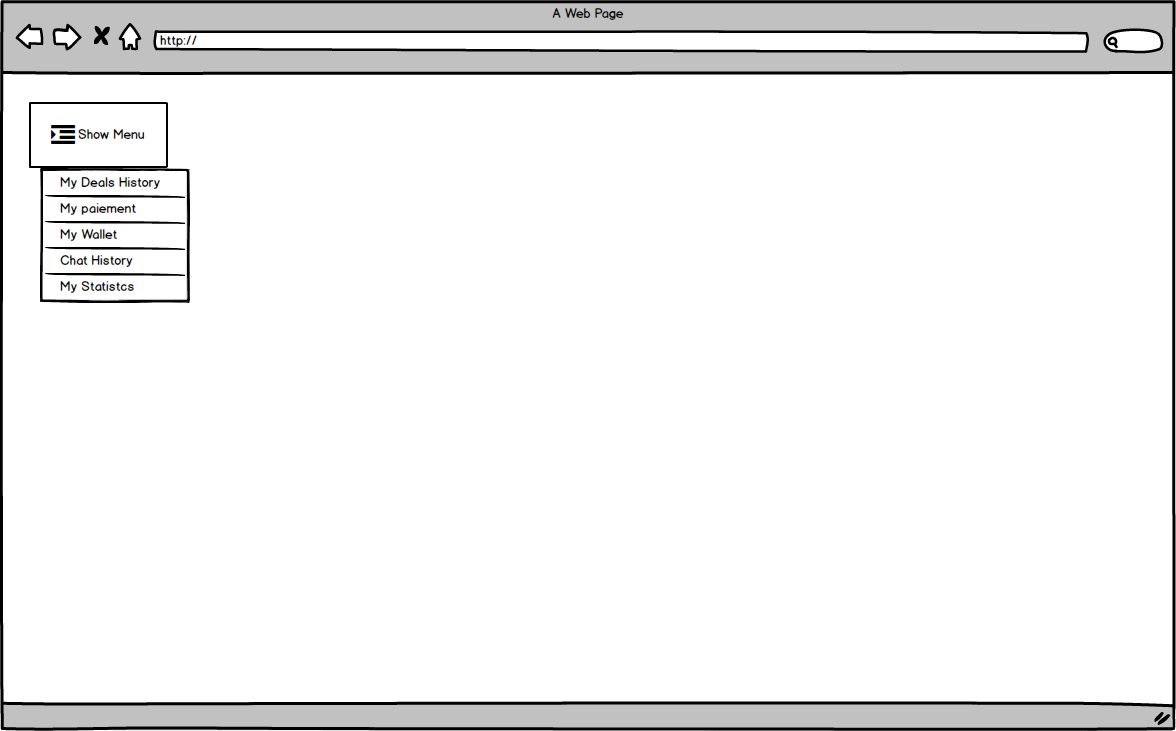 A Web Page
http://
Show Menu
My Deals History
My paiement
My Wallet
Chat History
My Statistcs